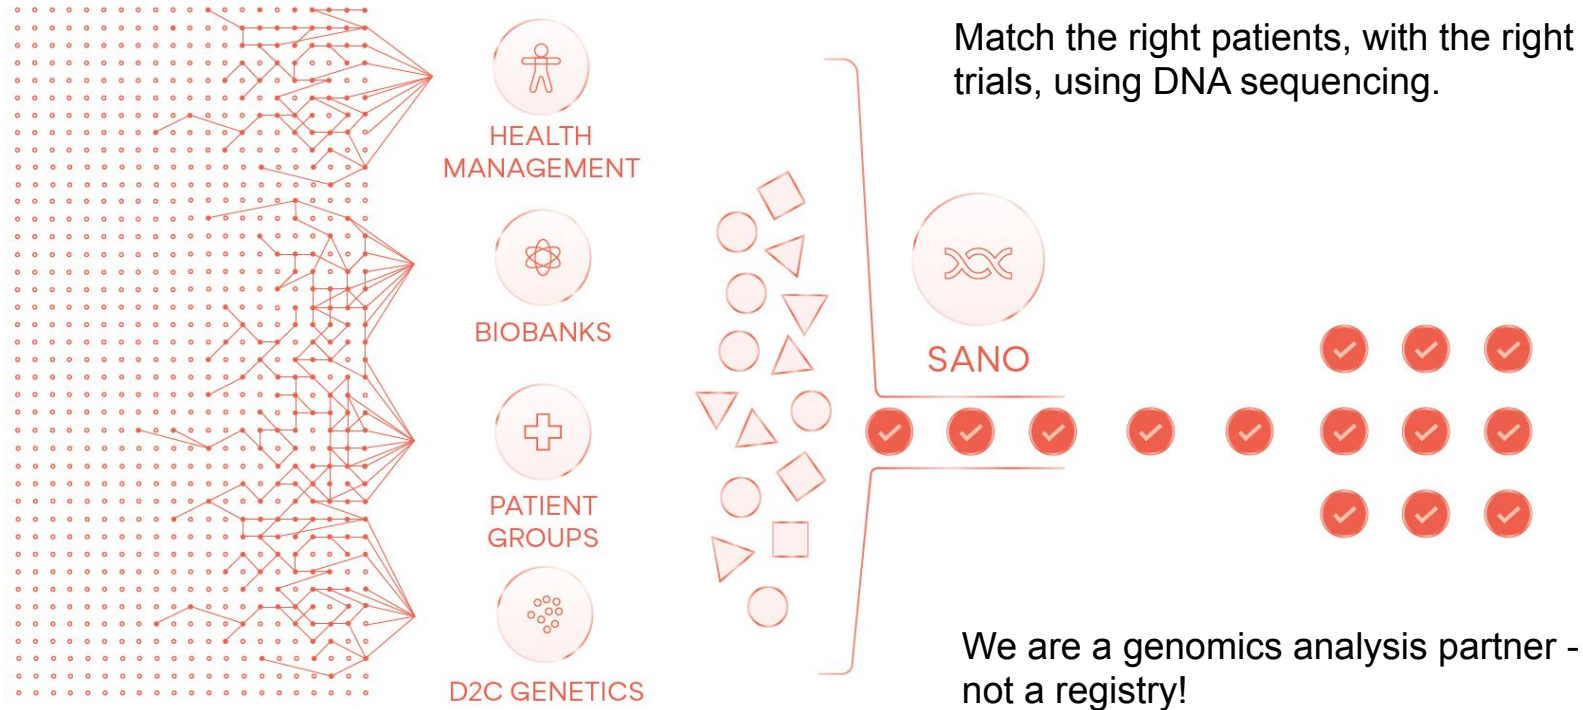 Match the right patients, with the right
trials, using DNA sequencing.
HEALTH
MANAGEMENT
BIOBANKS
SANO
PATIENT
GROUPS
D2C GENETICS
We are a genomics analysis partner -
not a registry!